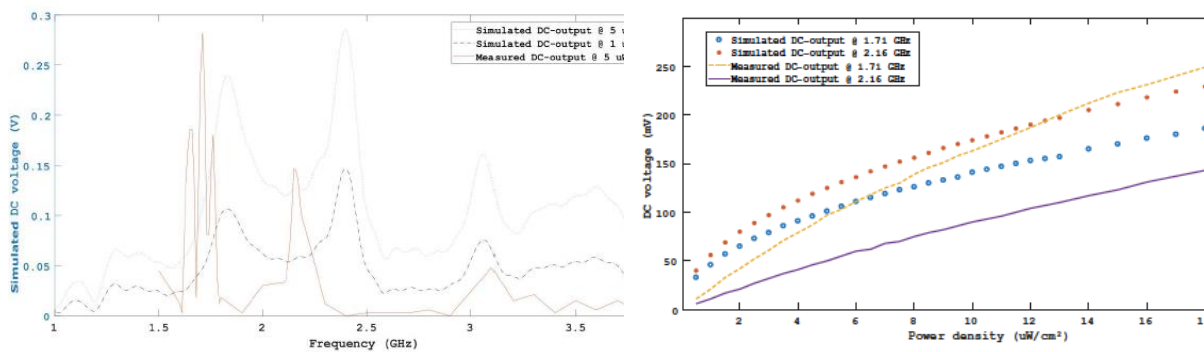 Simulated DC-output @ 5 u
Simulated DC-output @ 1 u
Measured DC-output @ 5 uW
0.3
0.25
0.2
0.15
0.1
0.05
0
Simulated DC voltage (V)
1
1.5
2
2.5
3
3.5
Frequency (GHz)
Simulated DC-output @ 1.71 GHz
Simulated DC-output @ 2.16 GHz
Measured DC-output @ 1.71 GHz
Measured DC-output @ 2.16 GHz
250
200
150
100
50
0
DC voltage (mV)
2
4
6
8
10
12
14
16
18
Power density (uW/cm²)